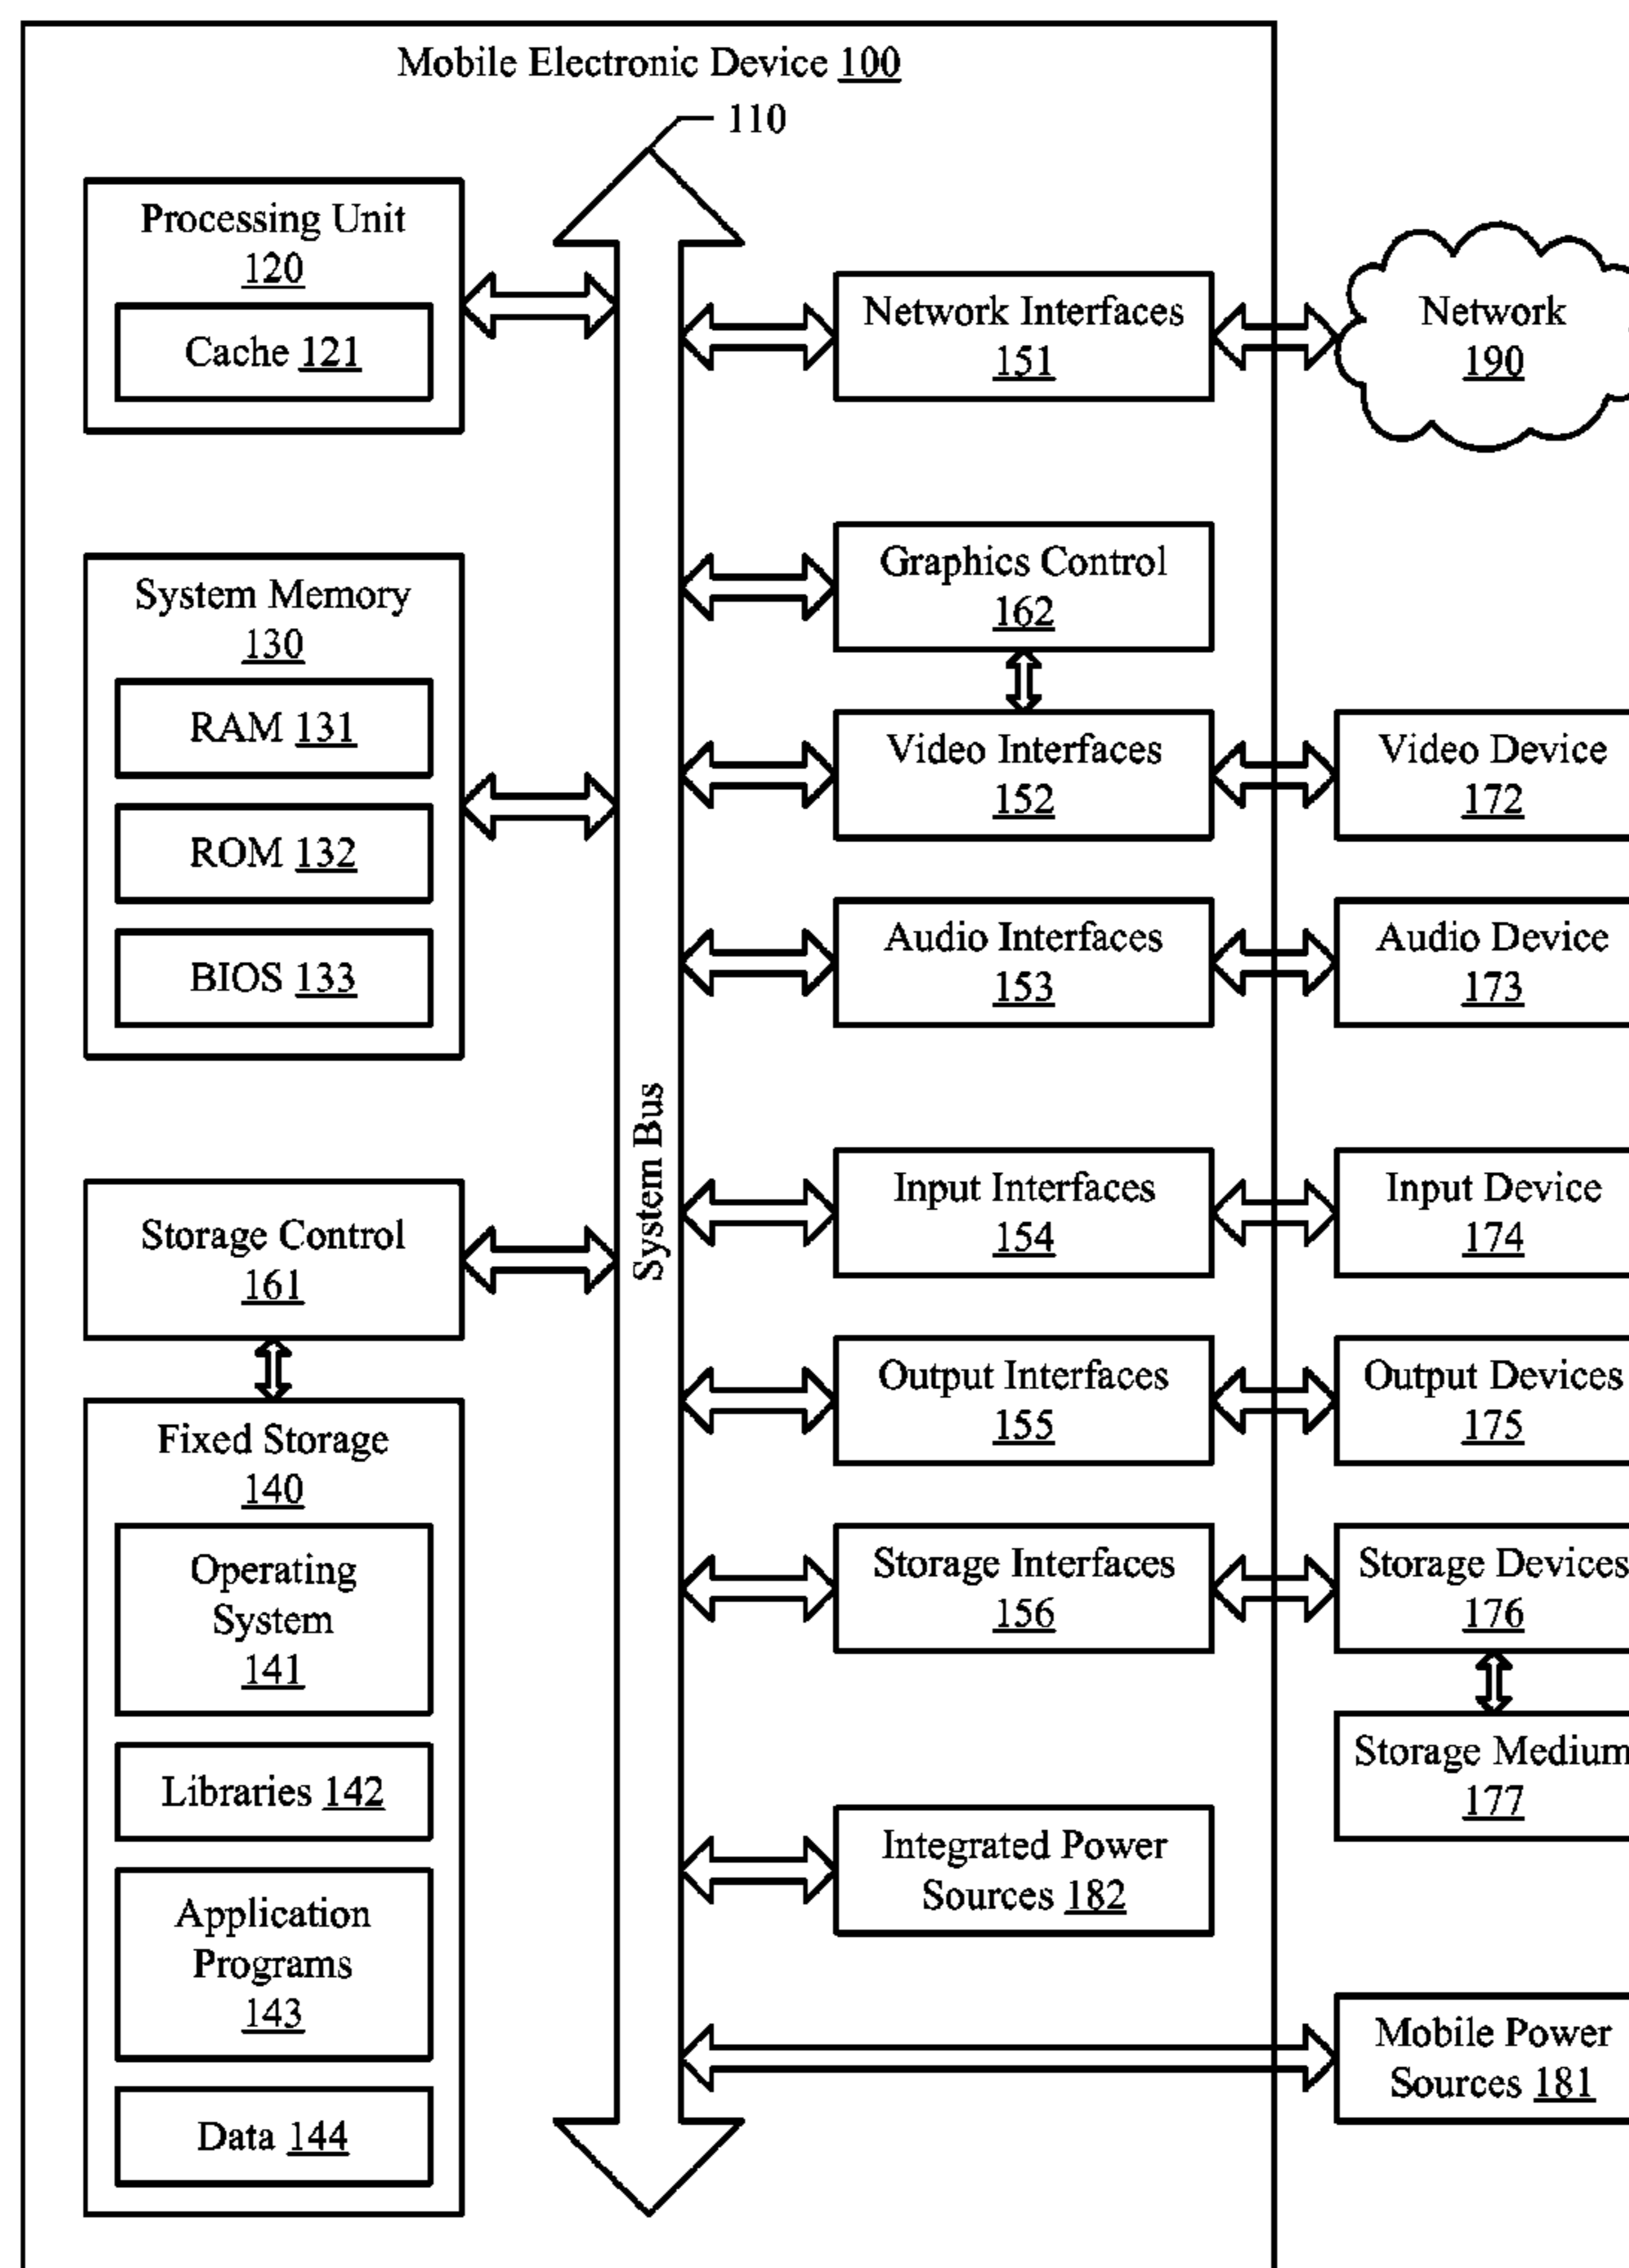 Mobile Electronic Device 100
110
Processing Unit
120
Cache 121
System Memory
130
RAM 131
ROM 132
BIOS 133
Storage Control
161
Fixed Storage
140
Operating
System
141
Libraries 142
Application
Programs
143
Data 144
System Bus
Network Interfaces
151
Graphics Control
162
Video Interfaces
152
Audio Interfaces
153
Input Interfaces
154
Output Interfaces
155
Storage Interfaces
156
Integrated Power
Sources 182
Network
190
Video Device
172
Audio Device
173
Input Device
174
Output Devices
175
Storage Devices
176
Storage Medium
177
Mobile Power
Sources 181